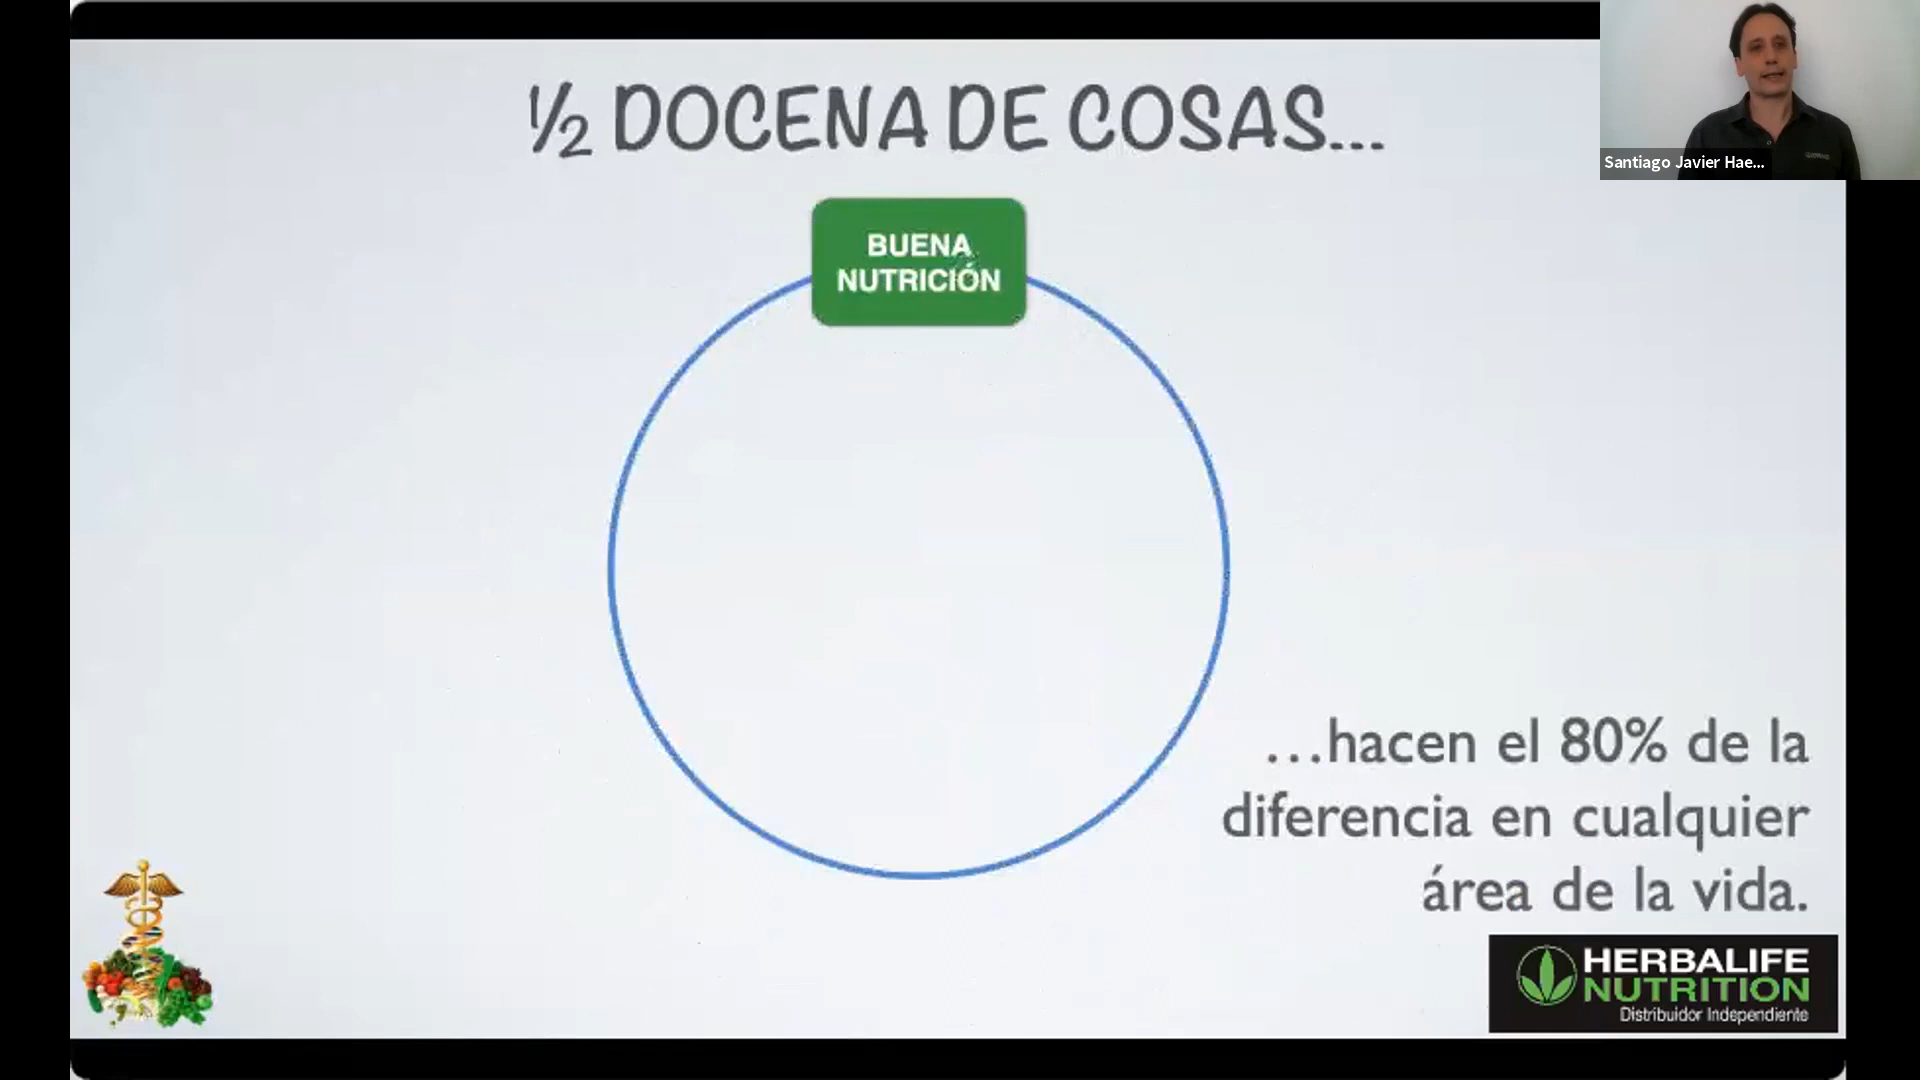 ½ DOCENA DE COSAS...
Santiago Javier Hae...
BUENA
NUTRICIÓN
...hacen el 80% de la
diferencia en cualquier
área de la vida.
HERBALIFE
NUTRITION
Distribuidor Independiente